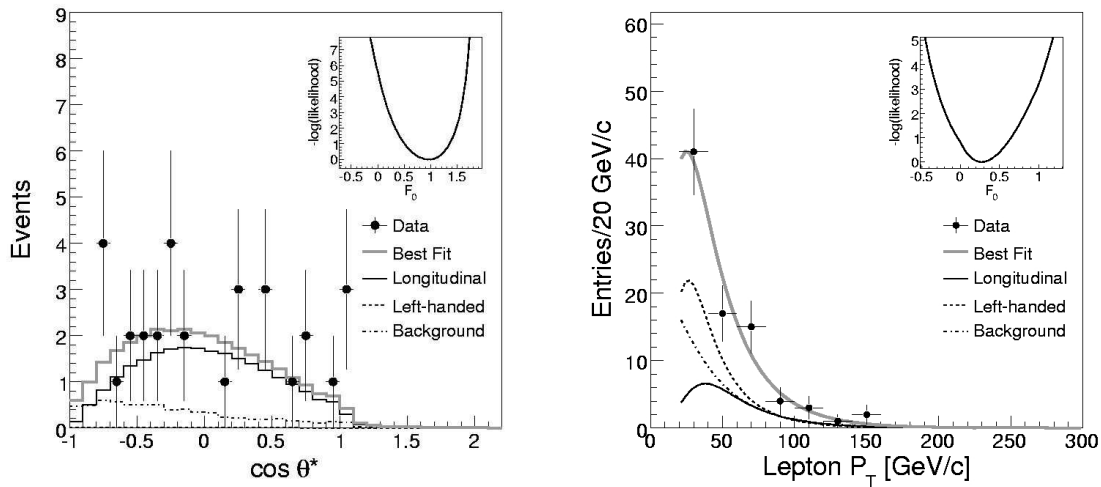 9
8
7
6
5
4
3
2
1
0
Events
-1
-0.5
0
0.5
1
1.5
2
cos θ*
7
6
5
4
3
2
1
0
-log(likelihood)
-0.5 0 0.5 1 1.5
F0
Data
Best Fit
Longitudinal
Left-handed
Background
60
50
40
30
20
10
0
Entries/20 GeV/c
0 50 100 150 200 250 300
Lepton PT [GeV/c]
5
4
3
2
1
0
-log(likelihood)
-0.5 0 0.5 1
F0
Data
Best Fit
Longitudinal
Left-handed
Background